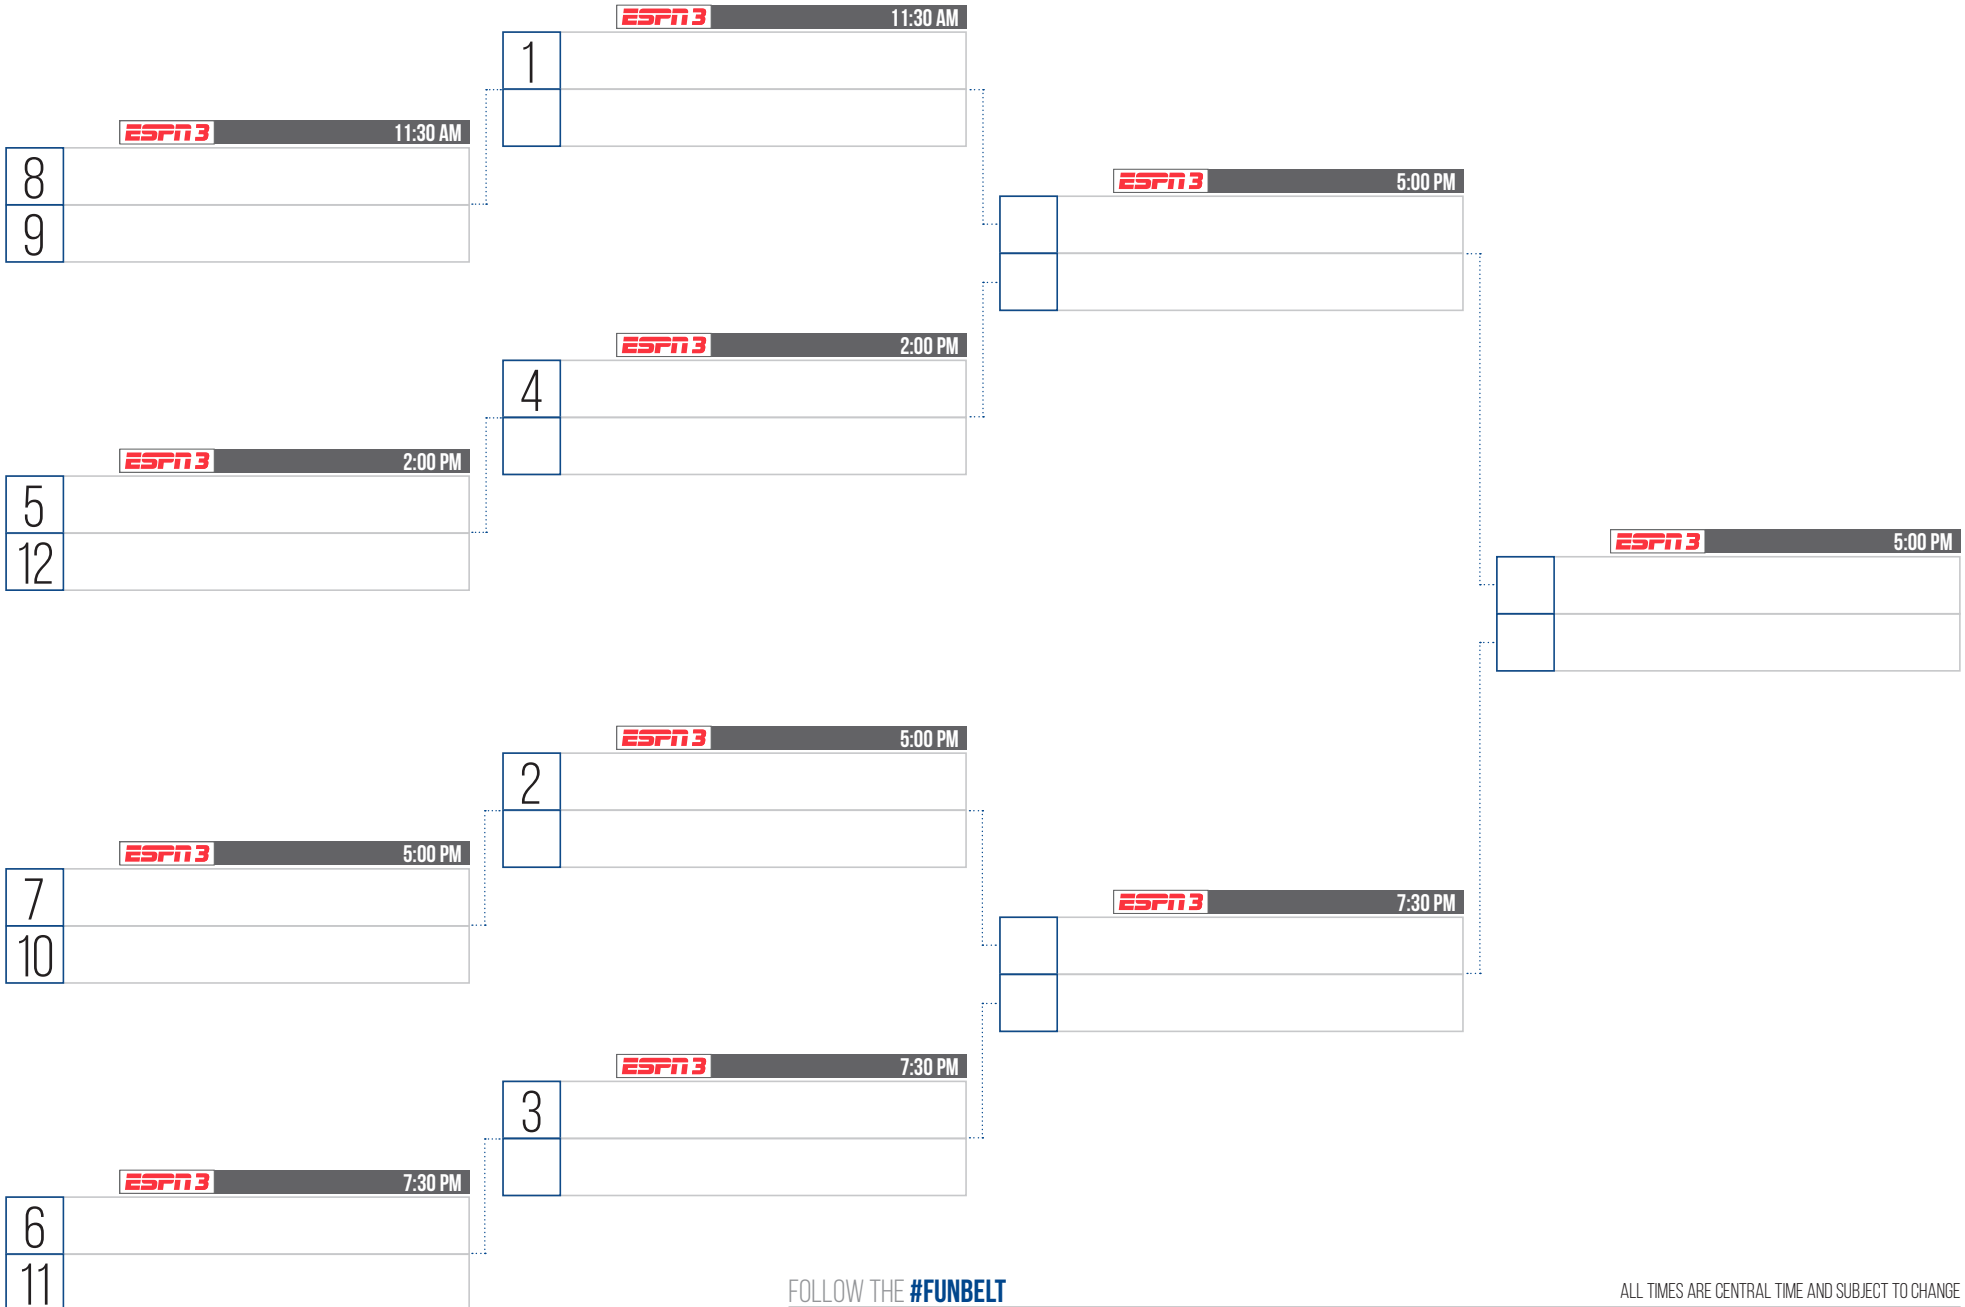 ESPN3 11:30 AM
8
9
ESPN3 2:00 PM
5
12
ESPN3 5:00 PM
7
10
ESPN3 7:30 PM
6
11
ESPN3 11:30 AM
1
ESPN3 2:00 PM
4
ESPN3 5:00 PM
2
ESPN3 7:30 PM
3
ESPN3 5:00 PM
ESPN3 7:30 PM
ESPN3 5:00 PM
FOLLOW THE #FUNBELT
ALL TIMES ARE CENTRAL TIME AND SUBJECT TO CHANGE